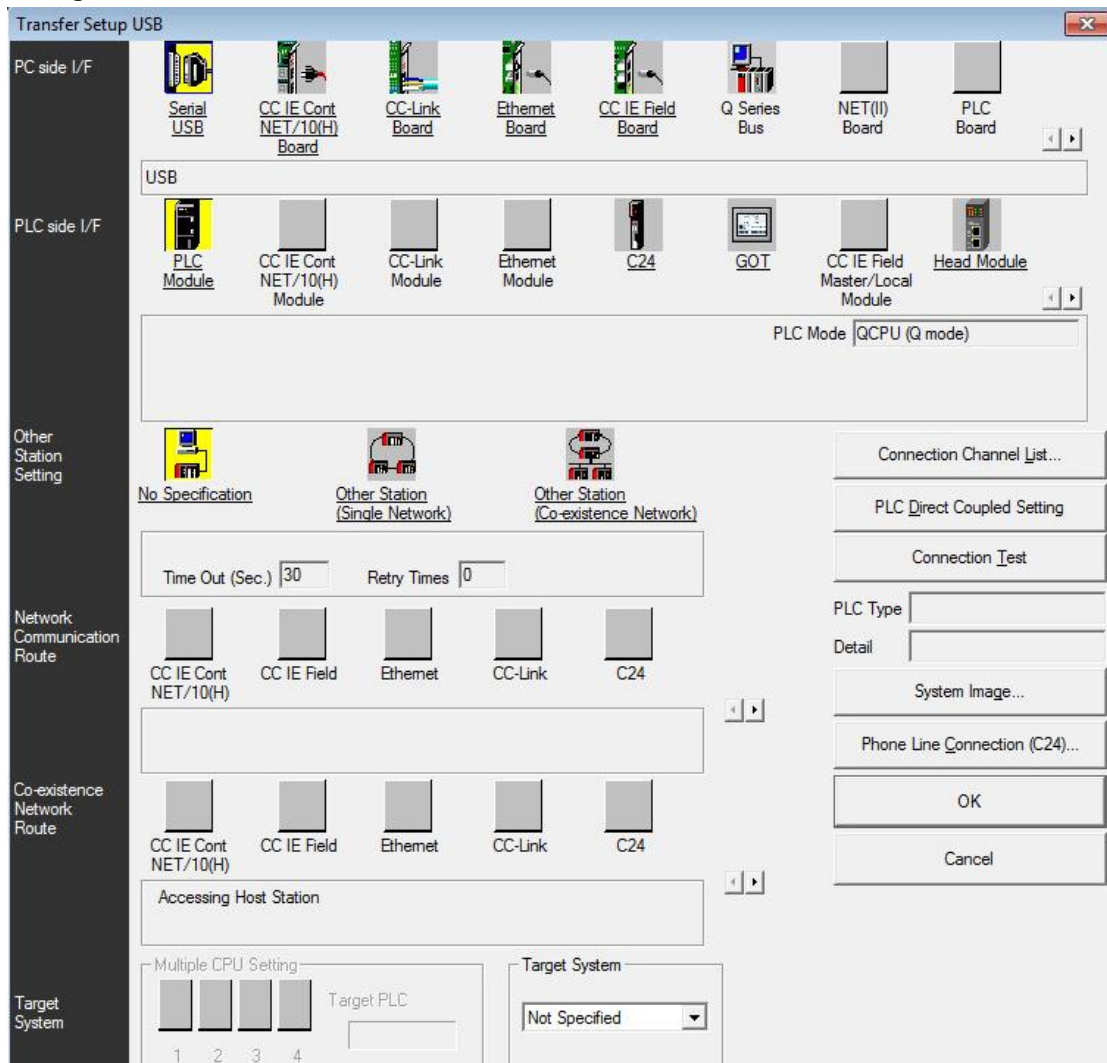 Transfer Setup USB
PC side I/F
Serial
USB
CC IE Cont
NET/10(H)
Board
CC-Link
Board
Ethernet
Board
CC IE Field
Board
Q Series
Bus
NET(II)
Board
PLC
Board
USB
PLC side I/F
PLC
Module
CC IE Cont
NET/10(H)
Module
CC-Link
Module
Ethernet
Module
C24
GOT
CC IE Field
Master/Local
Module
Head Module
PLC Mode QCPU (Q mode)
Other
Station
Setting
No Specification
Other Station
(Single Network)
Other Station
(Co-existence Network)
Time Out (Sec.) 30 Retry Times 0
Connection Channel List...
PLC Direct Coupled Setting
Connection Test
PLC Type
Detail
System Image...
Phone Line Connection (C24)...
OK
Cancel
Network
Communication
Route
CC IE Cont
NET/10(H)
CC IE Field
Ethernet
CC-Link
C24
Co-existence
Network
Route
CC IE Cont
NET/10(H)
CC IE Field
Ethernet
CC-Link
C24
Accessing Host Station
Target
System
Multiple CPU Setting
Target PLC
1 2 3 4
Target System
Not Specified